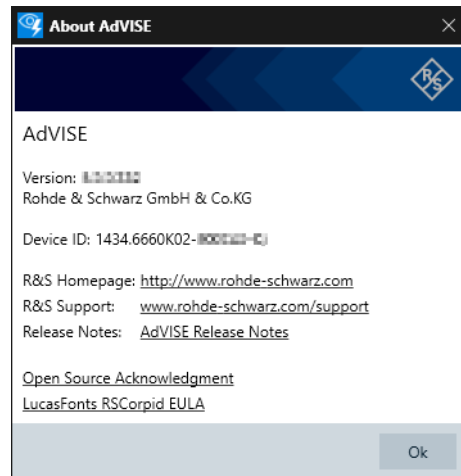 About AdVISE
R&S
AdVISE
Version:
Rohde & Schwarz GmbH & Co.KG
Device ID: 1434.6660K02-
R&S Homepage: http://www.rohde-schwarz.com
R&S Support: www.rohde-schwarz.com/support
Release Notes: AdVISE Release Notes
Open Source Acknowledgment
LucasFonts RSCorpid EULA
Ok